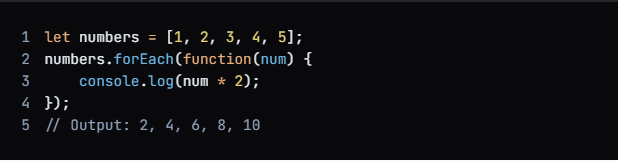 1 let numbers = [1, 2, 3, 4, 5];
2 numbers.forEach(function(num) {
3     console.log(num * 2);
4 });
5 // Output: 2, 4, 6, 8, 10